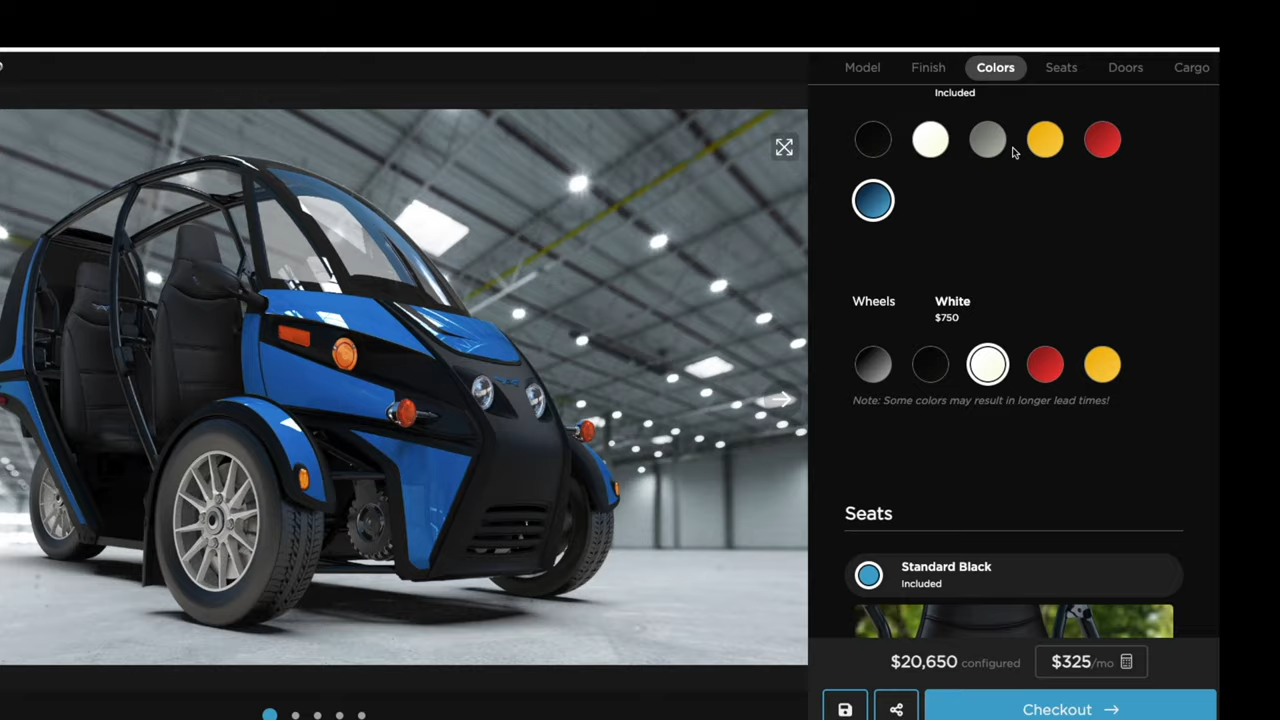 Model Finish Colors Seats Doors Cargo
Included
Wheels White
$750
Note: Some colors may result in longer lead times!
Seats
Standard Black
Included
$20,650 configured $325/mo
Checkout →